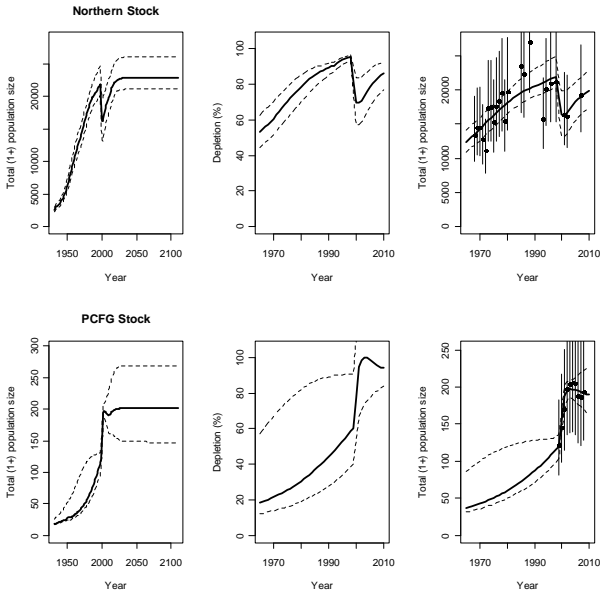 Northern Stock
Total (1+) population size
0 5000 10000 20000
1950 2000 2050 2100
Year
Depletion (%)
0 20 40 60 80 100
1970 1990 2010
Year
Total (1+) population size
0 5000 10000 20000
1970 1990 2010
Year
PCFG Stock
Total (1+) population size
0 50 100 150 200 250 300
1950 2000 2050 2100
Year
Depletion (%)
0 20 40 60 80 100
1970 1990 2010
Year
Total (1+) population size
0 50 100 150 200 250
1970 1990 2010
Year